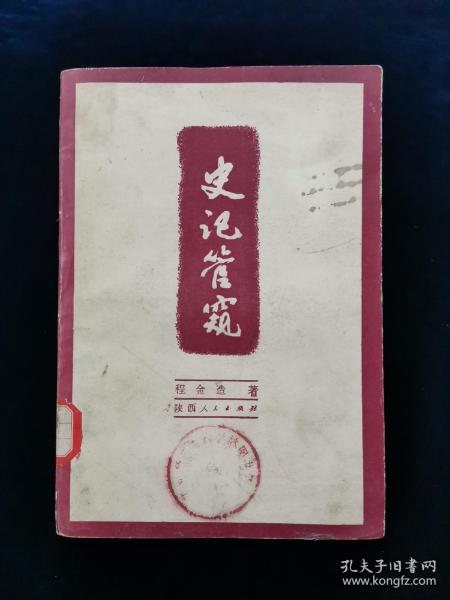 史记管窥
程金造 著
陕西人民出版社
孔夫子旧书网
www.kongfz.com